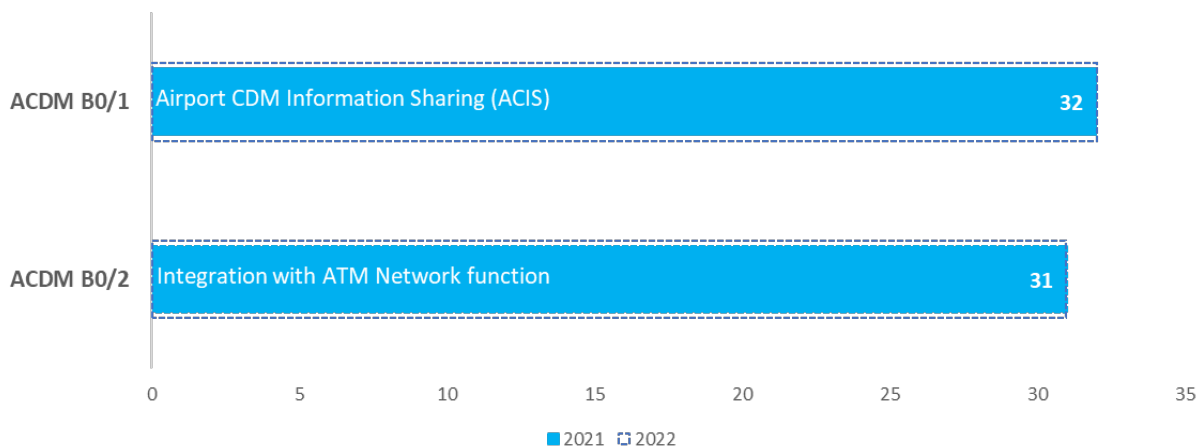 ACDM B0/1
Airport CDM Information Sharing (ACIS)
32
ACDM B0/2
Integration with ATM Network function
31
0 5 10 15 20 25 30 35
2021 2022